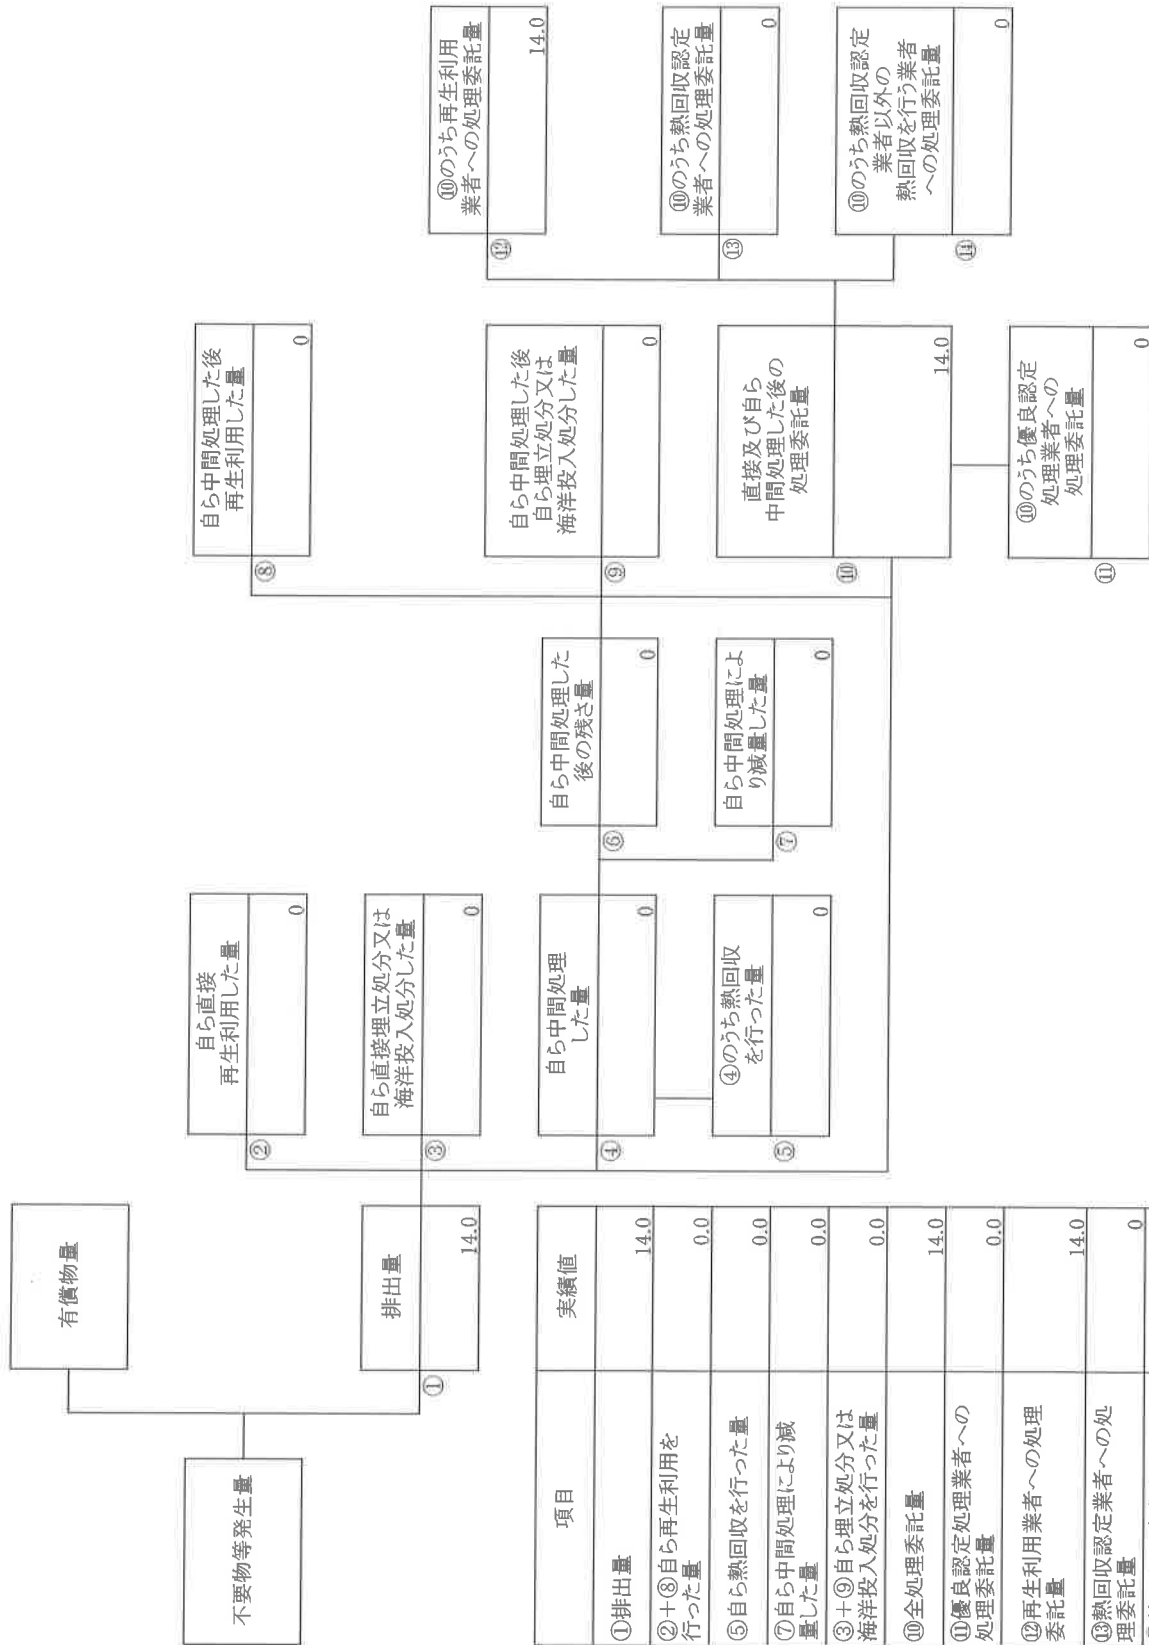 不要物等発生量
有償物量
①
排出量
14.0
②
自ら直接
再生利用した量
0
③
自ら直接埋立処分又は
海洋投入処分した量
0
④
自ら中間処理
した量
0
⑤
④のうち熱回収
を行った量
0
⑥
自ら中間処理した
後の残さ量
0
⑦
自ら中間処理によ
り減量した量
0
⑧
自ら中間処理した後
再生利用した量
0
⑨
自ら中間処理した後
自ら埋立処分又は
海洋投入処分した量
0
⑩
直接及び自ら
中間処理した後の
処理委託量
14.0
⑪
⑩のうち優良認定
処理業者への
処理委託量
0
⑫
⑩のうち再生利用
業者への処理委託量
14.0
⑬
⑩のうち熱回収認定
業者への処理委託量
0
⑭
⑩のうち熱回収認定
業者以外の
熱回収を行う業者
への処理委託量
0
項目 実績値
①排出量 14.0
②+⑧自ら再生利用を
行った量 0.0
⑤自ら熱回収を行った量 0.0
⑦自ら中間処理により減
量した量 0.0
③+⑨自ら埋立処分又は
海洋投入処分を行った量 0.0
⑩全処理委託量 14.0
⑪優良認定処理業者への
処理委託量 0.0
⑫再生利用業者への処理
委託量 14.0
⑬熱回収認定業者への処
理委託量 0